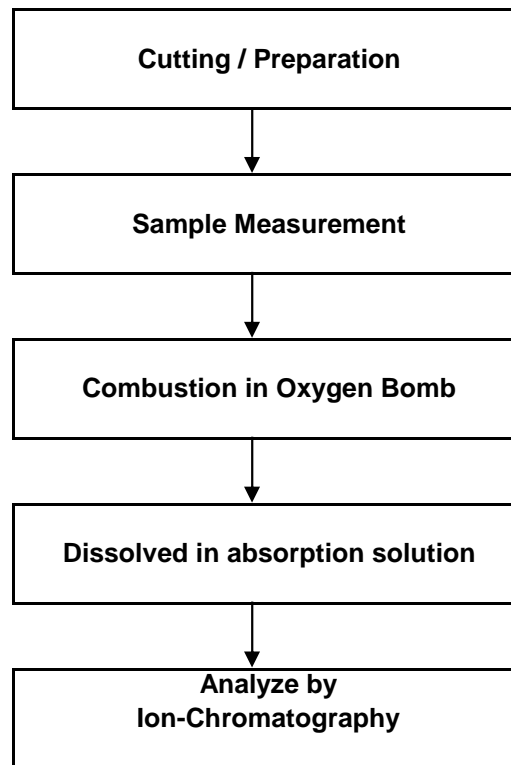 Cutting / Preparation
Sample Measurement
Combustion in Oxygen Bomb
Dissolved in absorption solution
Analyze by
Ion-Chromatography